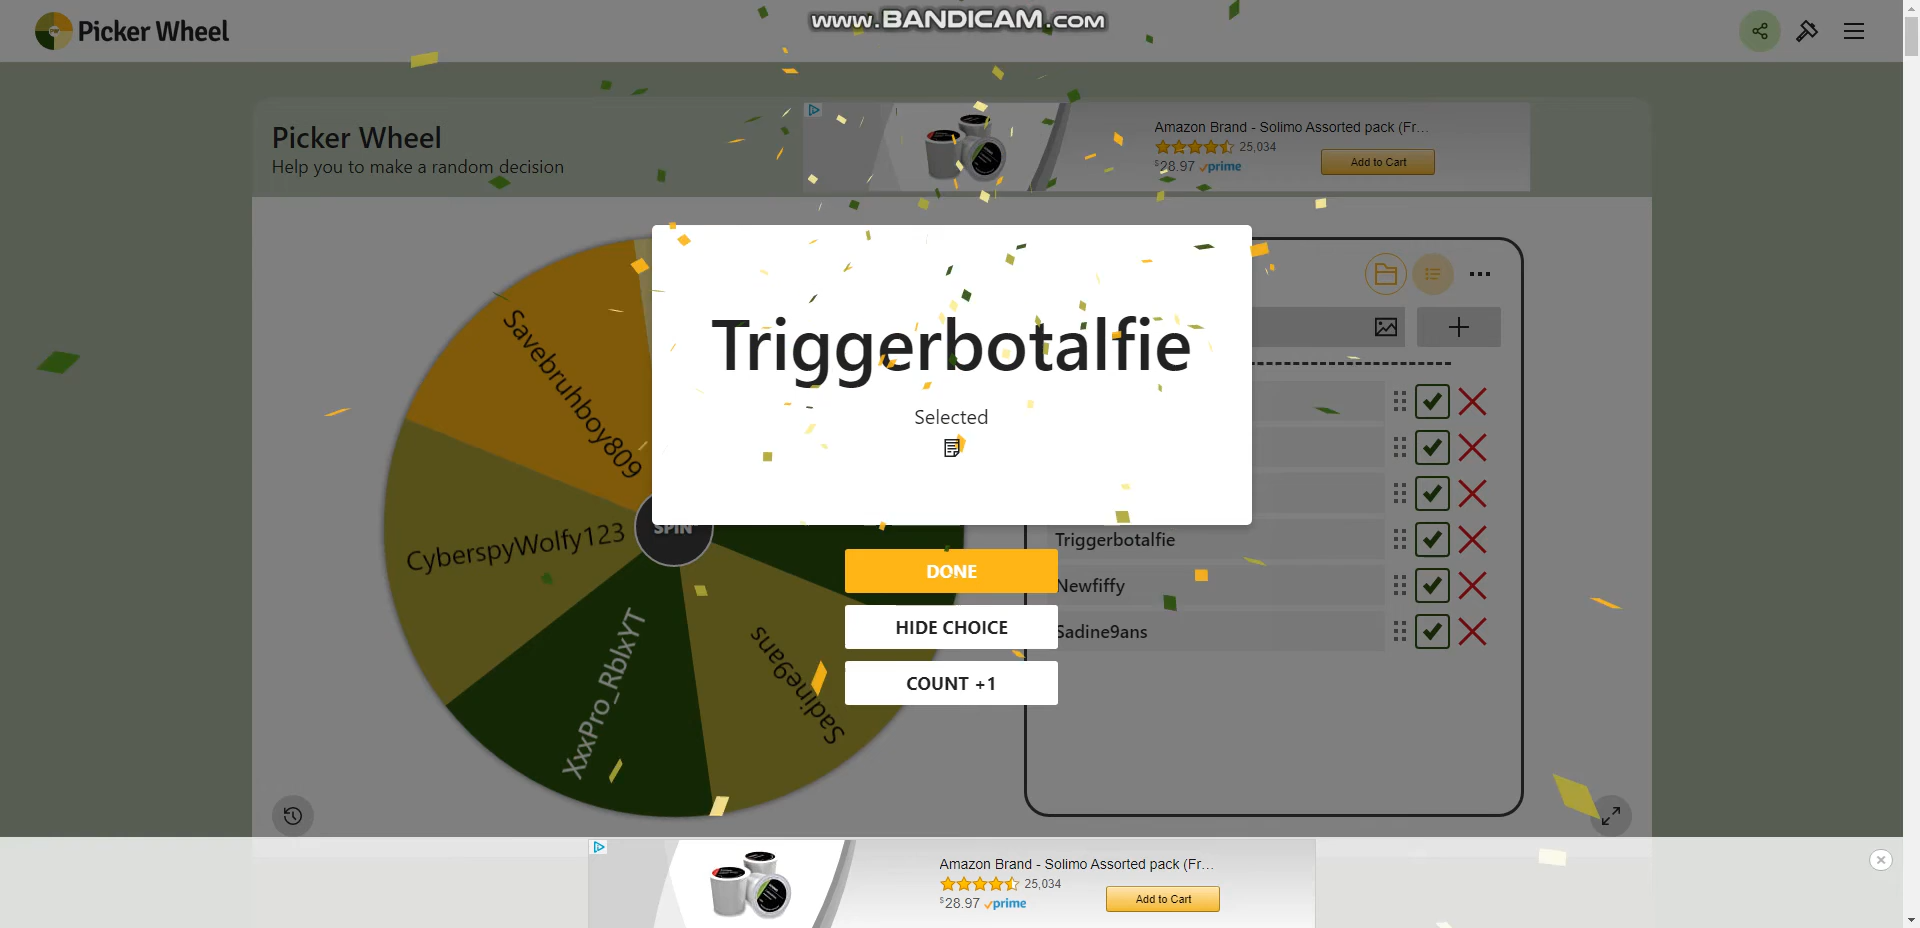 www.BANDICAM.com
Picker Wheel
Picker Wheel
Help you to make a random decision
Amazon Brand - Solimo Assorted pack (Fr...
25,034
$28.97 prime
Add to Cart
Triggerbotalfie
Selected
Savebruhboy809
CyberspyWolfy123
SPIN
XxxPro_RblxYT
Sadine9ans
Triggerbotalfie
Newfiffy
Sadine9ans
DONE
HIDE CHOICE
COUNT +1
Amazon Brand - Solimo Assorted pack (Fr...
25,034
$28.97 prime
Add to Cart